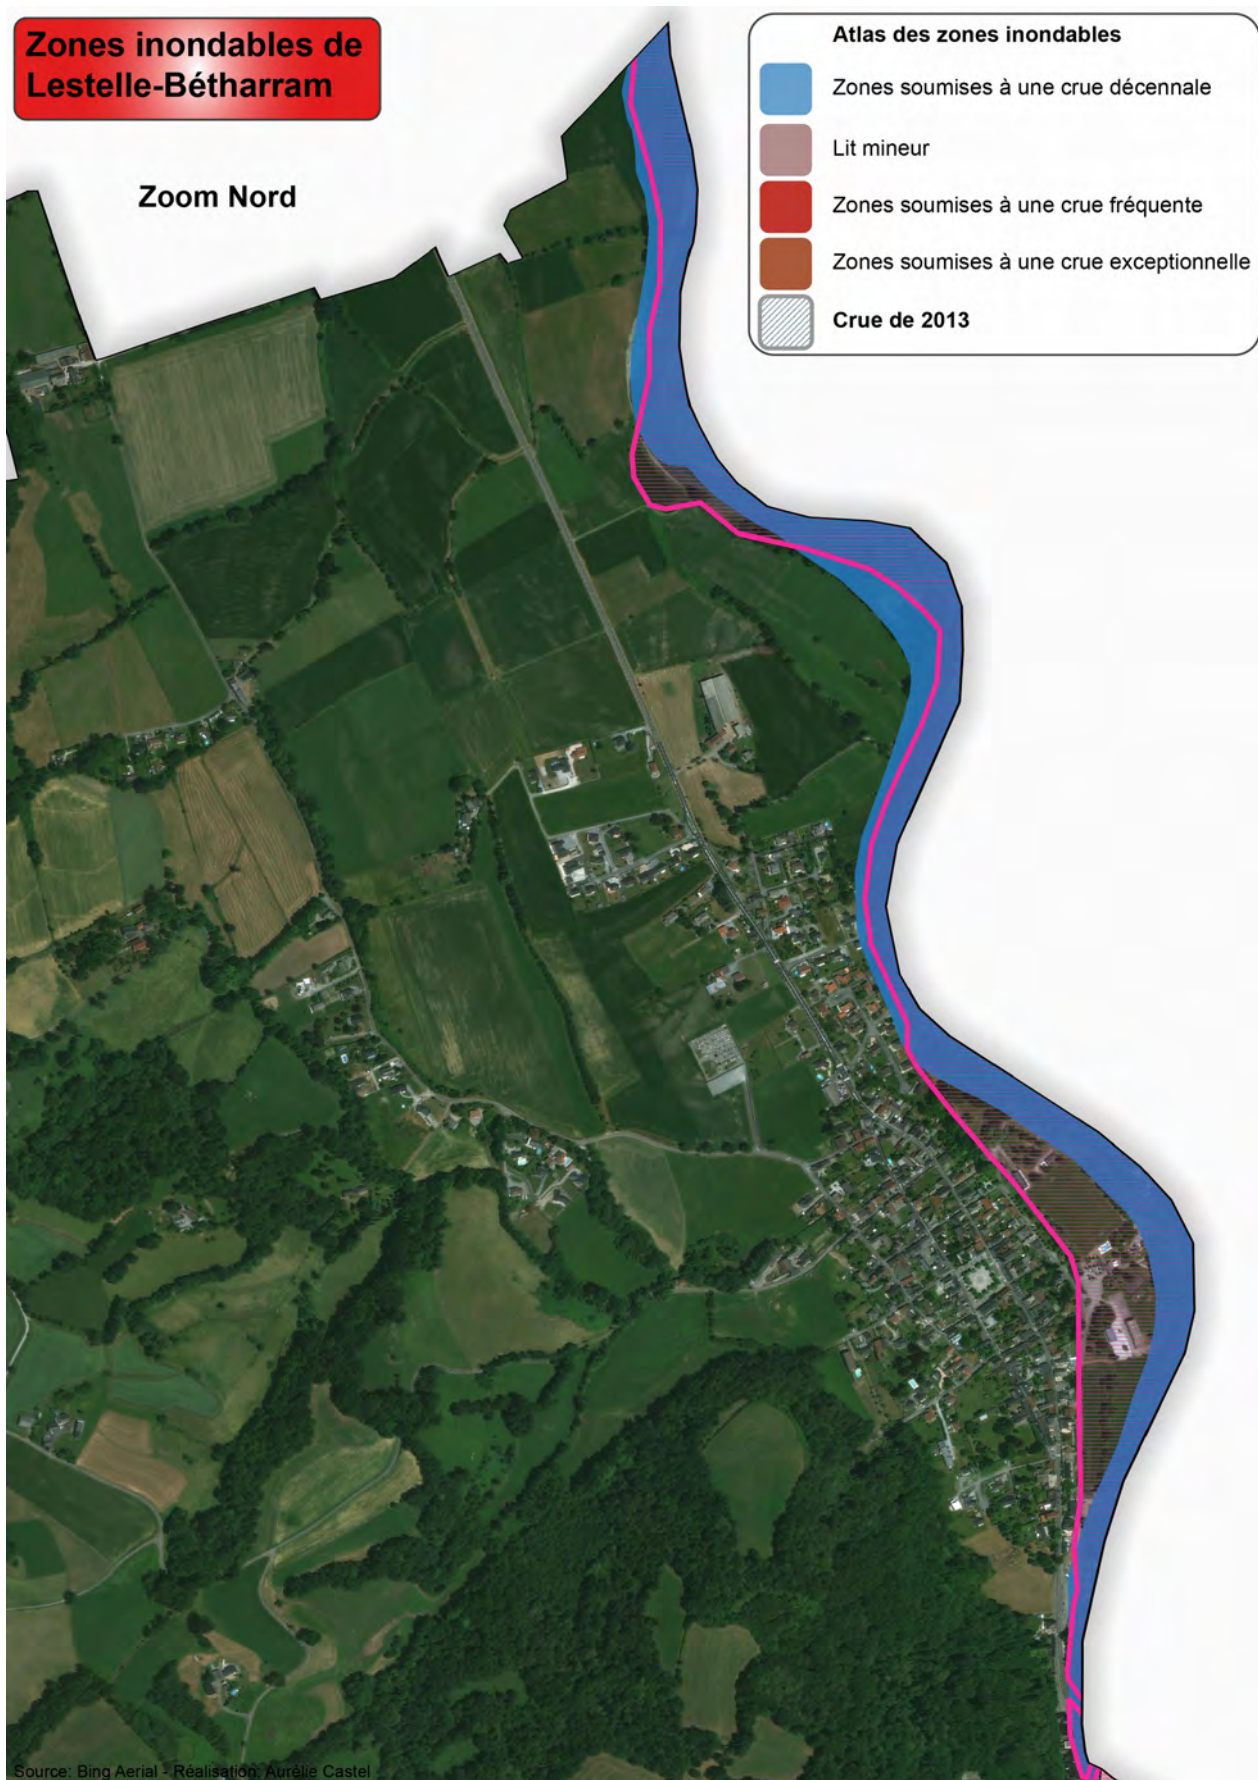 Zones inondables de
Lestelle-Bétharram
Zoom Nord
Atlas des zones inondables
Zones soumises à une crue décennale
Lit mineur
Zones soumises à une crue fréquente
Zones soumises à une crue exceptionnelle
Crue de 2013
Source: Bing Aerial - Réalisation: Aurélie Castel